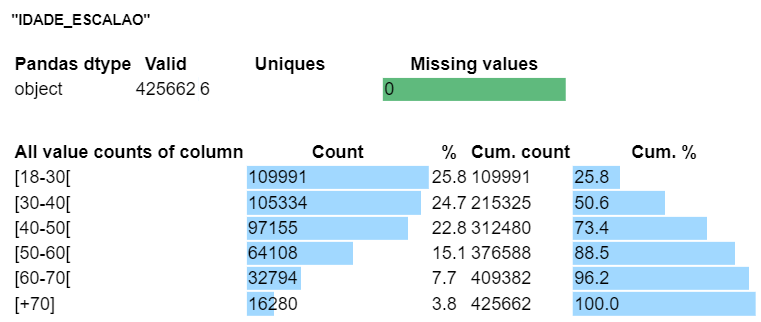 "IDADE_ESCALAO"
Pandas dtype Valid Uniques Missing values
object 425662 6 0
All value counts of column Count % Cum. count Cum. %
[18-30[ 109991 25.8 109991 25.8
[30-40[ 105334 24.7 215325 50.6
[40-50[ 97155 22.8 312480 73.4
[50-60[ 64108 15.1 376588 88.5
[60-70[ 32794 7.7 409382 96.2
[+70] 16280 3.8 425662 100.0